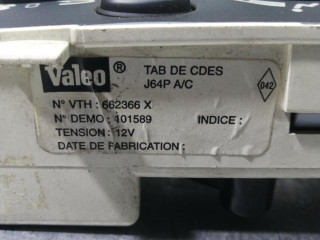 Valeo ® TAB DE CDES
J64P A/C
042
N° VTH : 662366 X
N° DEMO : 101589 INDICE :
TENSION : 12V
DATE DE FABRICATION :